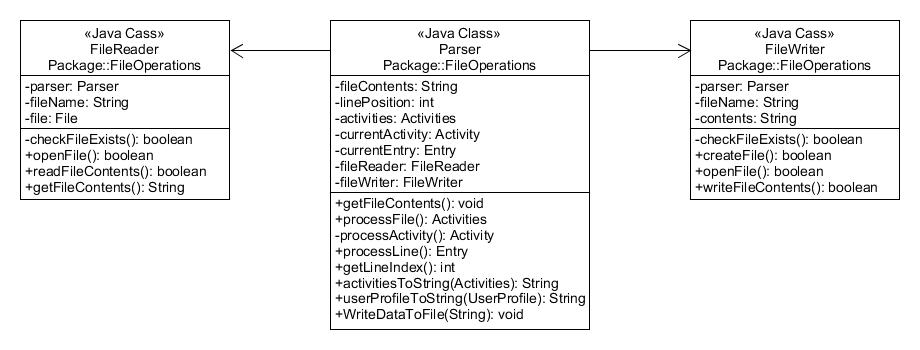 «Java Cass»
FileReader
Package::FileOperations
-parser: Parser
-fileName: String
-file: File
-checkFileExists(): boolean
+openFile(): boolean
+readFileContents(): boolean
+getFileContents(): String
«Java Class»
Parser
Package::FileOperations
-fileContents: String
-linePosition: int
-activities: Activities
-currentActivity: Activity
-currentEntry: Entry
-fileReader: FileReader
-fileWriter: FileWriter
+getFileContents(): void
+processFile(): Activities
-processActivity(): Activity
+processLine(): Entry
+getLineIndex(): int
+activitiesToString(Activities): String
+userProfileToString(UserProfile): String
+WriteDataToFile(String): void
«Java Cass»
FileWriter
Package::FileOperations
-parser: Parser
-fileName: String
-contents: String
-checkFileExists(): boolean
+createFile(): boolean
+openFile(): boolean
+writeFileContents(): boolean